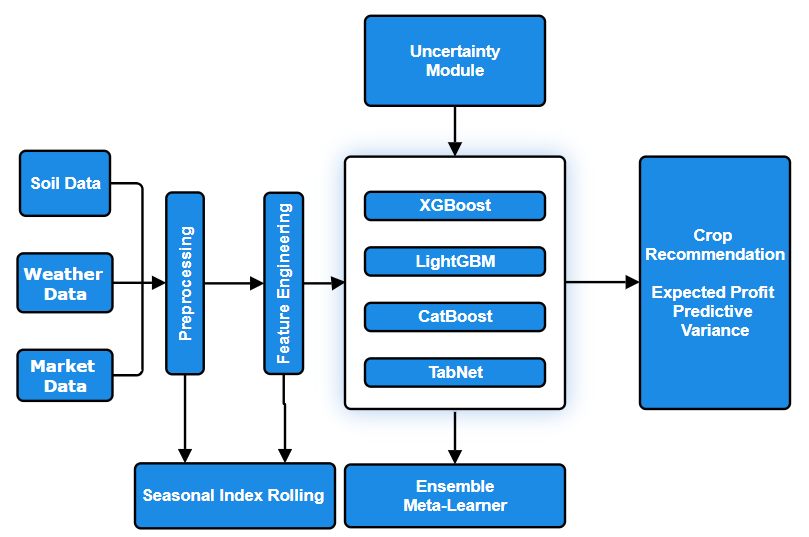 Uncertainty
Module
Soil Data
Weather
Data
Market
Data
Preprocessing
Feature Engineering
XGBoost
LightGBM
CatBoost
TabNet
Crop
Recommendation
Expected Profit
Predictive
Variance
Seasonal Index Rolling
Ensemble
Meta-Learner